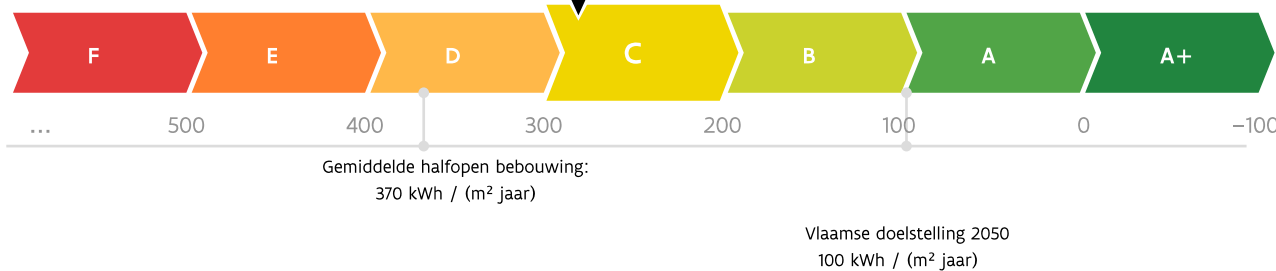 F E D C B A A+
... 500 400 300 200 100 0 −100
Gemiddelde halfopen bebouwing:
370 kWh / (m² jaar)
Vlaamse doelstelling 2050
100 kWh / (m² jaar)